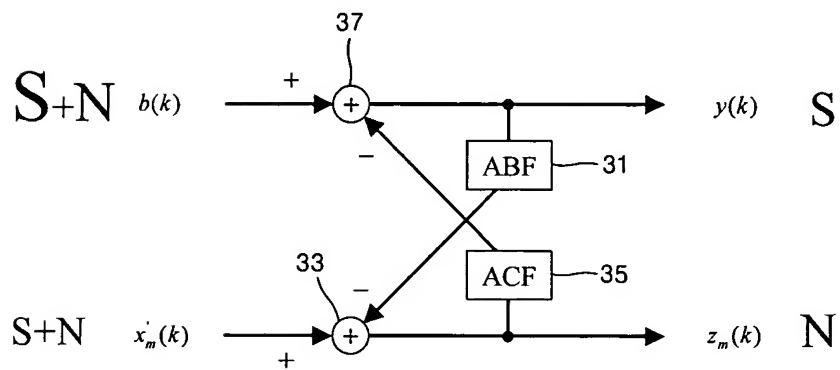 37
+
S+N b(k) + y(k) S
−
ABF 31
33
ACF 35
−
S+N x'm(k) + zm(k) N
+